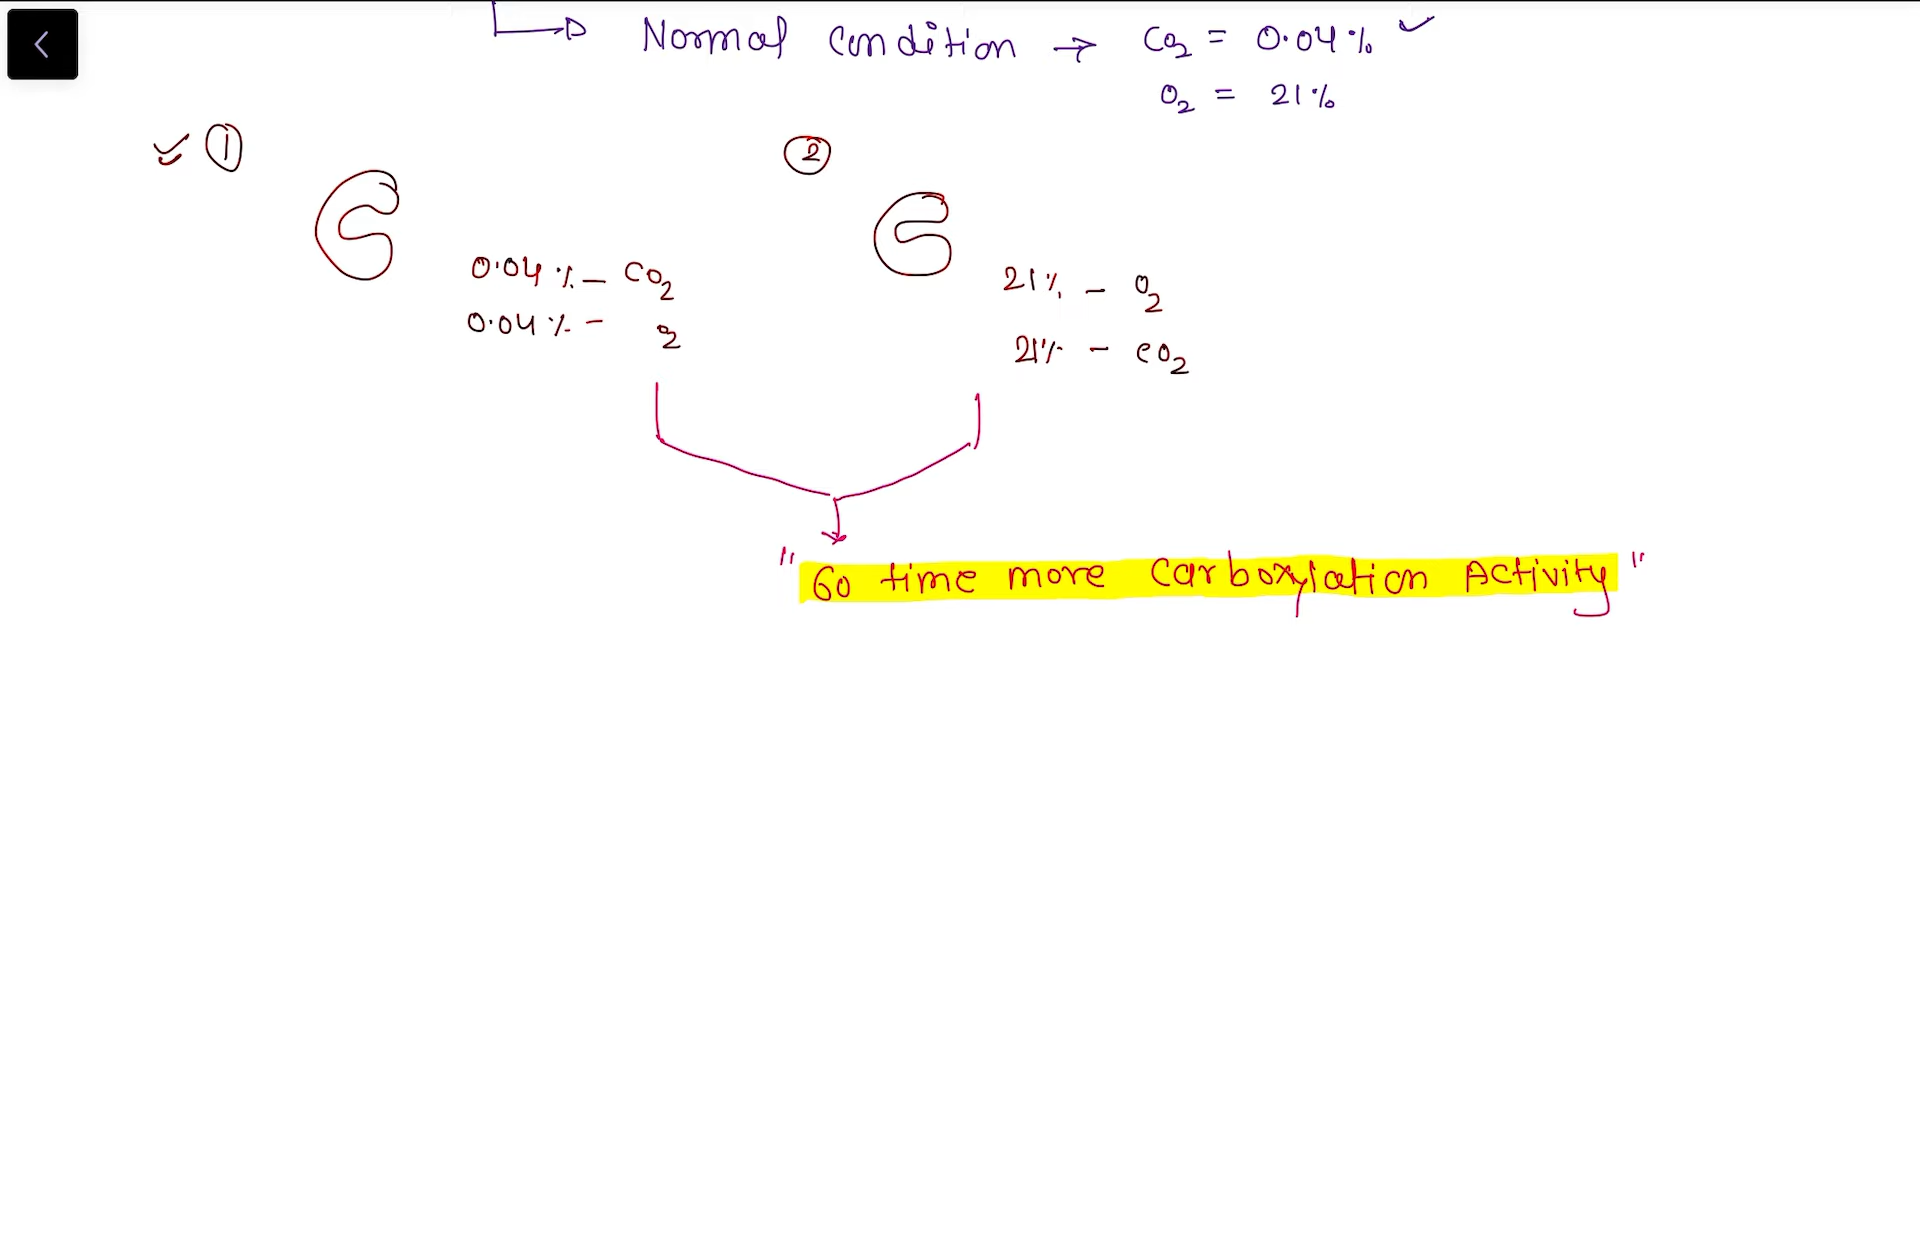 Normal Condition → CO2 = 0.04% ✓
O2 = 21%
① ②
0.04% - CO2
0.04% - O2
21% - O2
21% - CO2
"60 time more Carboxylation Activity"